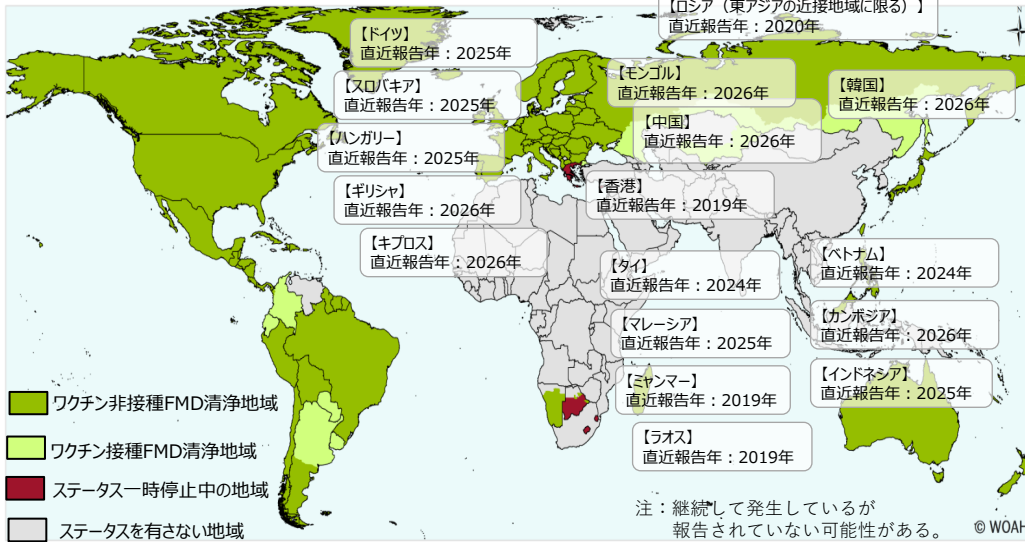 【ロシア（東アジアの近接地域に限る）】
直近報告年：2020年
N
【ドイツ】
直近報告年：2025年
【スロバキア】
直近報告年：2025年
【ハンガリー】
直近報告年：2025年
【ギリシャ】
直近報告年：2026年
【キプロス】
直近報告年：2026年
【モンゴル】
直近報告年：2026年
【中国】
直近報告年：2026年
【韓国】
直近報告年：2026年
【香港】
直近報告年：2019年
【タイ】
直近報告年：2024年
【マレーシア】
直近報告年：2025年
【ミャンマー】
直近報告年：2019年
【ラオス】
直近報告年：2019年
【ベトナム】
直近報告年：2024年
【カンボジア】
直近報告年：2026年
【インドネシア】
直近報告年：2025年
ワクチン非接種FMD清浄地域
ワクチン接種FMD清浄地域
ステータス一時停止中の地域
ステータスを有さない地域
注：継続して発生しているが
報告されていない可能性がある。
© WOAH